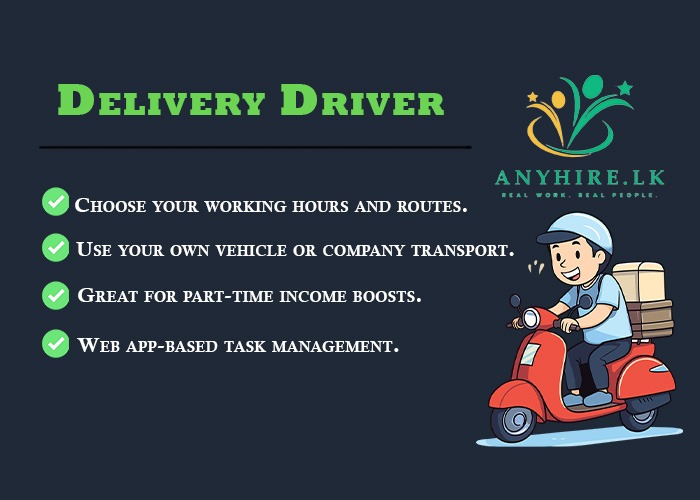 Delivery Driver
ANYHIRE.LK
REAL WORK. REAL PEOPLE.
Choose your working hours and routes.
Use your own vehicle or company transport.
Great for part-time income boosts.
Web app-based task management.